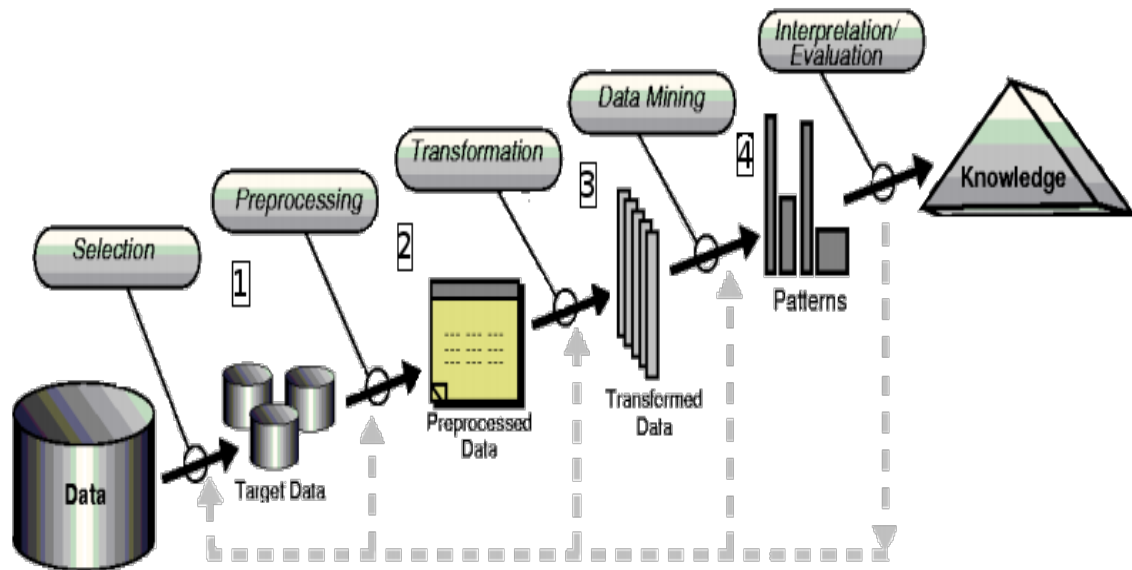 Interpretation/
Evaluation
Data Mining
Transformation
Preprocessing
Selection
1
2
3
4
Knowledge
Patterns
Transformed
Data
Preprocessed
Data
Target Data
Data
--- --- ---
--- --- ---
--- --- ---